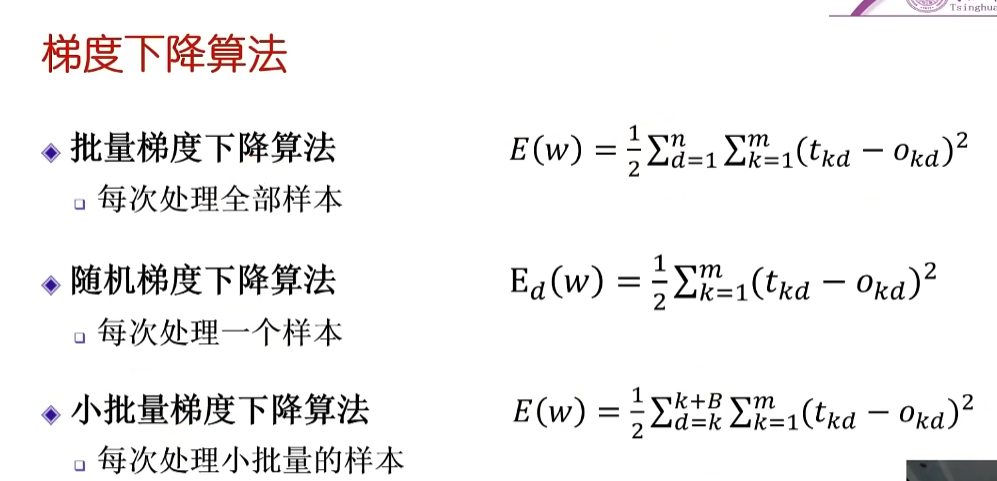 Tsinghua
梯度下降算法
批量梯度下降算法
E(w) = \frac{1}{2} \sum_{d=1}^{n} \sum_{k=1}^{m} (t_{kd} - o_{kd})^2
每次处理全部样本
随机梯度下降算法
E_d(w) = \frac{1}{2} \sum_{k=1}^{m} (t_{kd} - o_{kd})^2
每次处理一个样本
小批量梯度下降算法
E(w) = \frac{1}{2} \sum_{d=k}^{k+B} \sum_{k=1}^{m} (t_{kd} - o_{kd})^2
每次处理小批量的样本